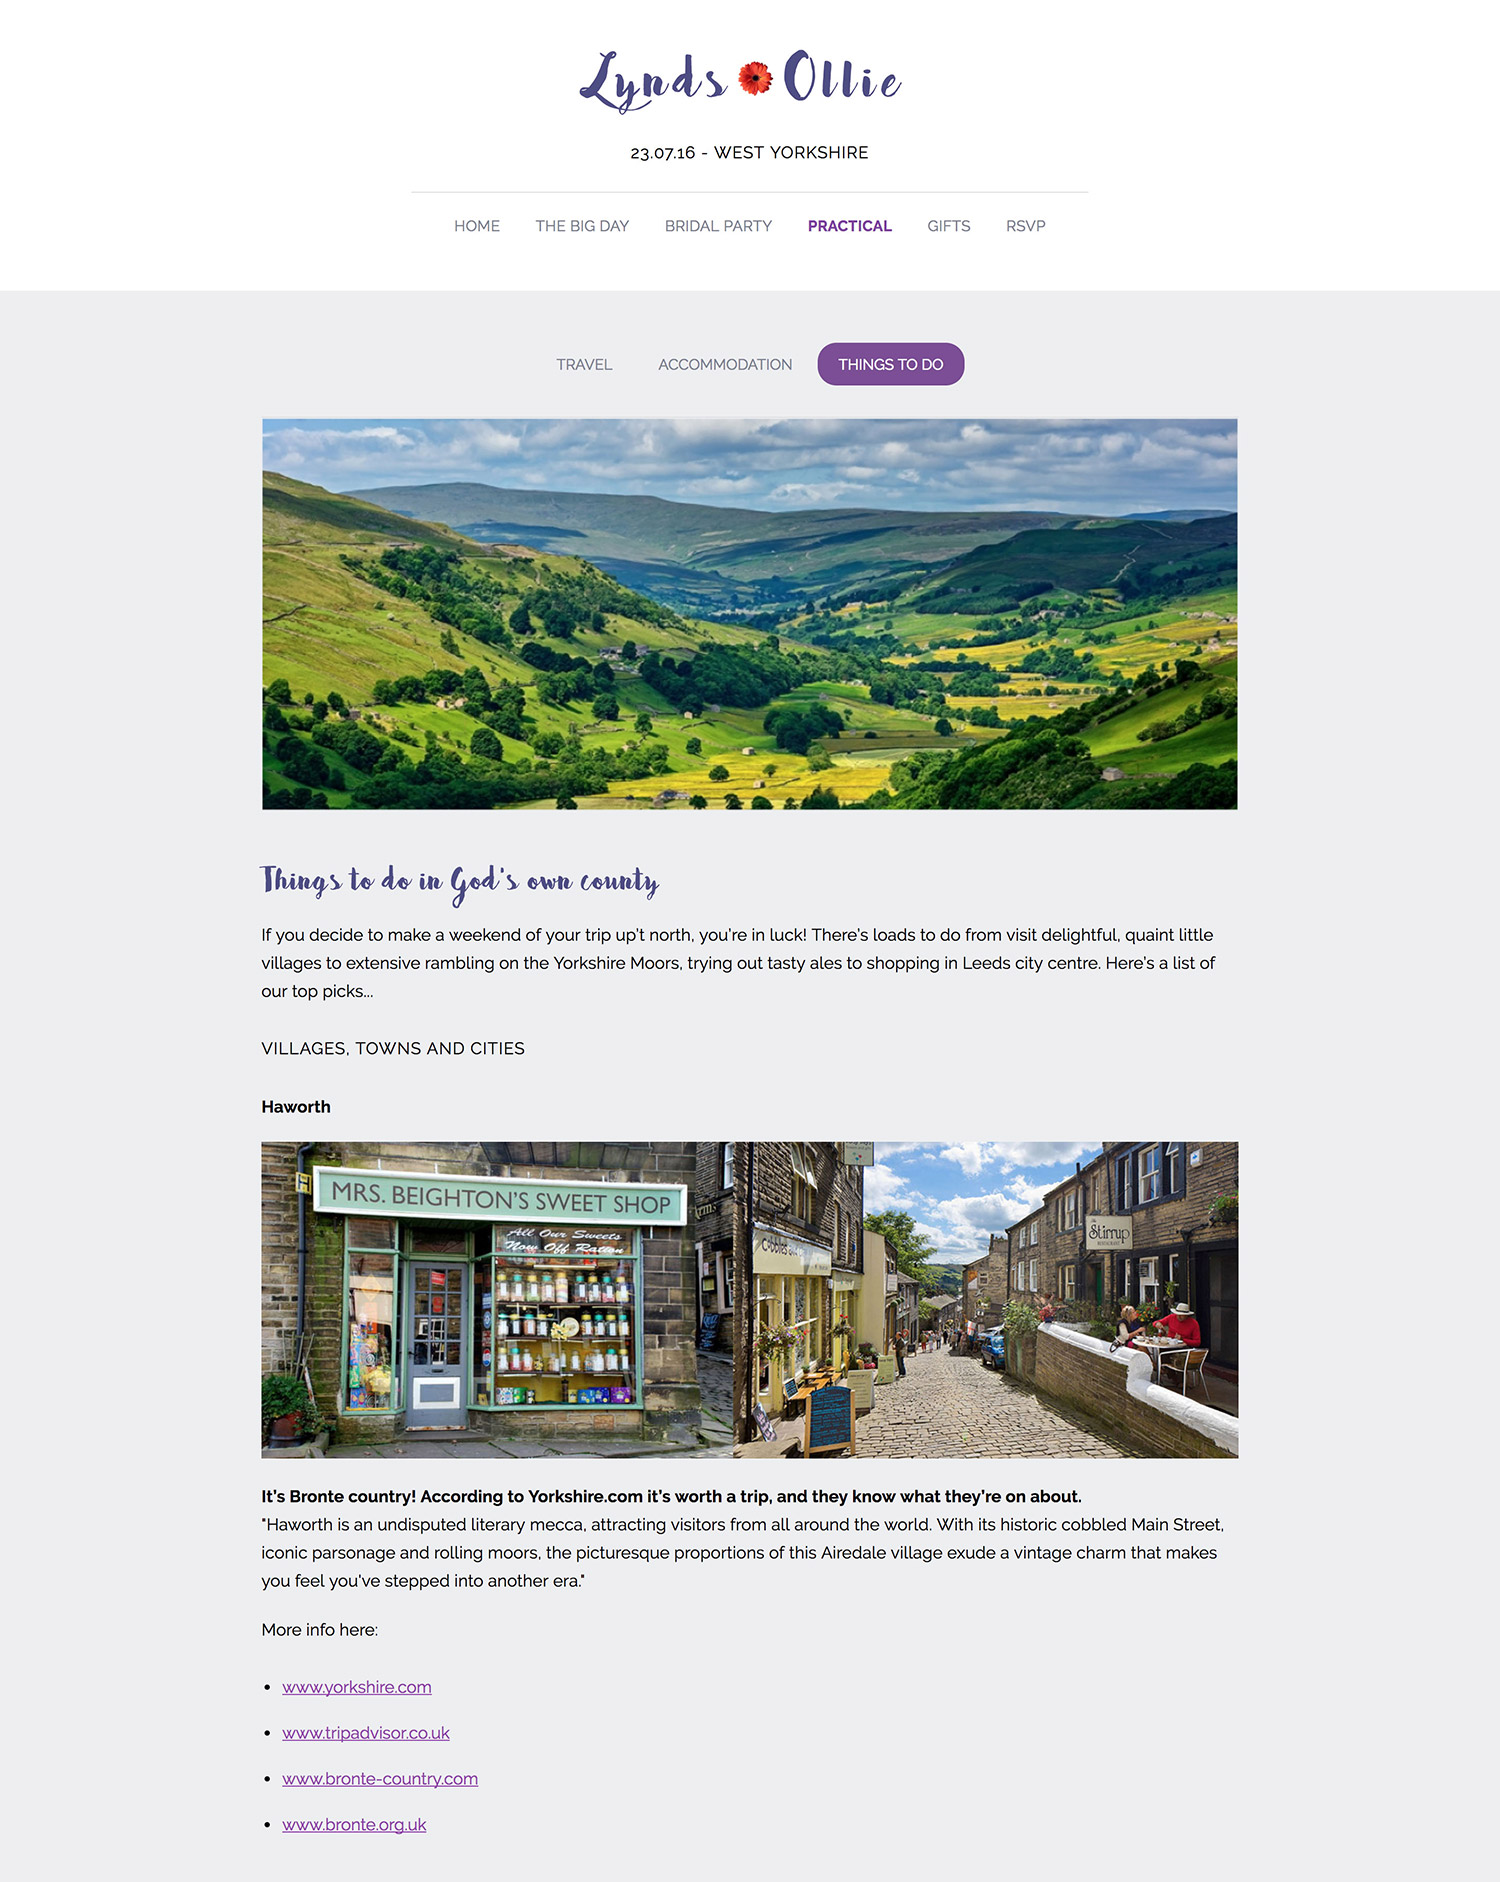 Lynds Ollie
23.07.16 - WEST YORKSHIRE
HOME THE BIG DAY BRIDAL PARTY PRACTICAL GIFTS RSVP
TRAVEL ACCOMMODATION THINGS TO DO
Things to do in God's own county
If you decide to make a weekend of your trip up't north, you're in luck! There's loads to do from visit delightful, quaint little
villages to extensive rambling on the Yorkshire Moors, trying out tasty ales to shopping in Leeds city centre. Here's a list of
our top picks...
VILLAGES, TOWNS AND CITIES
Haworth
MRS. BEIGHTON'S SWEET SHOP
All Our Sweets
Now Off Ration
Stirrup
RESTAURANT
It's Bronte country! According to Yorkshire.com it's worth a trip, and they know what they're on about.
"Haworth is an undisputed literary mecca, attracting visitors from all around the world. With its historic cobbled Main Street,
iconic parsonage and rolling moors, the picturesque proportions of this Airedale village exude a vintage charm that makes
you feel you've stepped into another era."
More info here:
• www.yorkshire.com
• www.tripadvisor.co.uk
• www.bronte-country.com
• www.bronte.org.uk